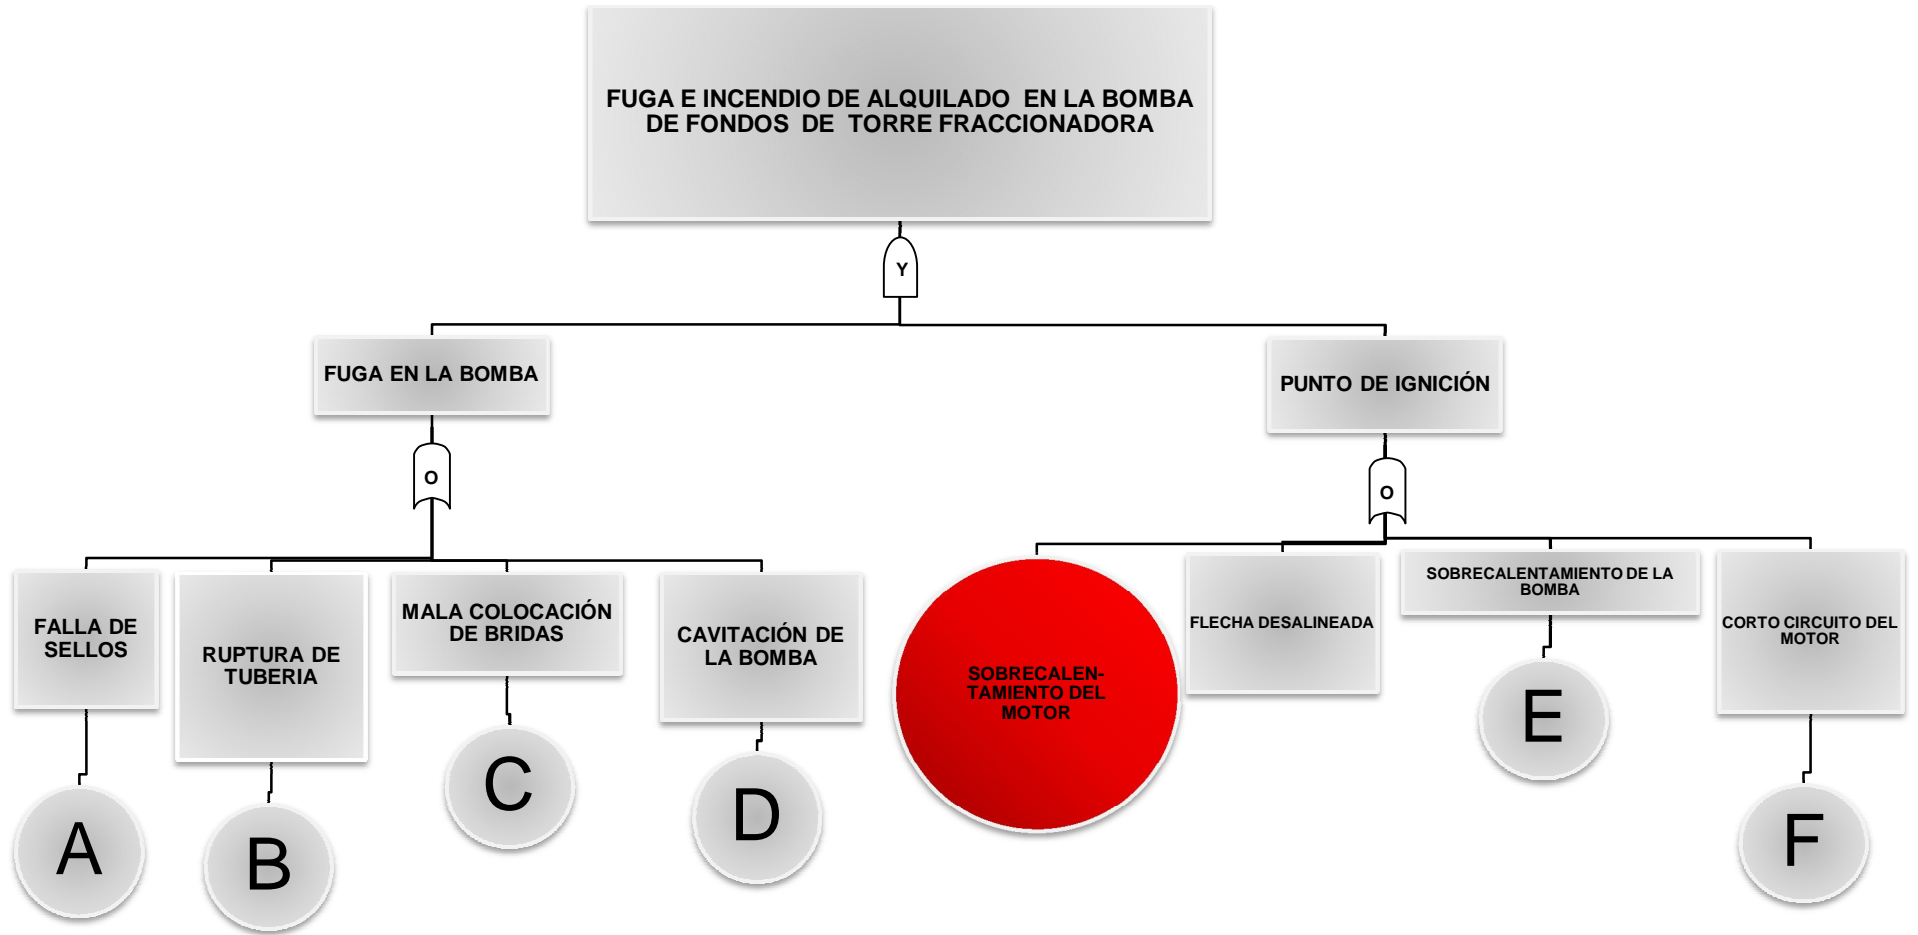 FUGA E INCENDIO DE ALQUILADO EN LA BOMBA
DE FONDOS DE TORRE FRACCIONADORA
Y
FUGA EN LA BOMBA
PUNTO DE IGNICIÓN
O
O
FALLA DE
SELLOS
RUPTURA DE
TUBERIA
MALA COLOCACIÓN
DE BRIDAS
CAVITACIÓN DE
LA BOMBA
SOBRECALEN-
TAMIENTO DEL
MOTOR
FLECHA DESALINEADA
SOBRECALENTAMIENTO DE LA
BOMBA
CORTO CIRCUITO DEL
MOTOR
A
B
C
D
E
F